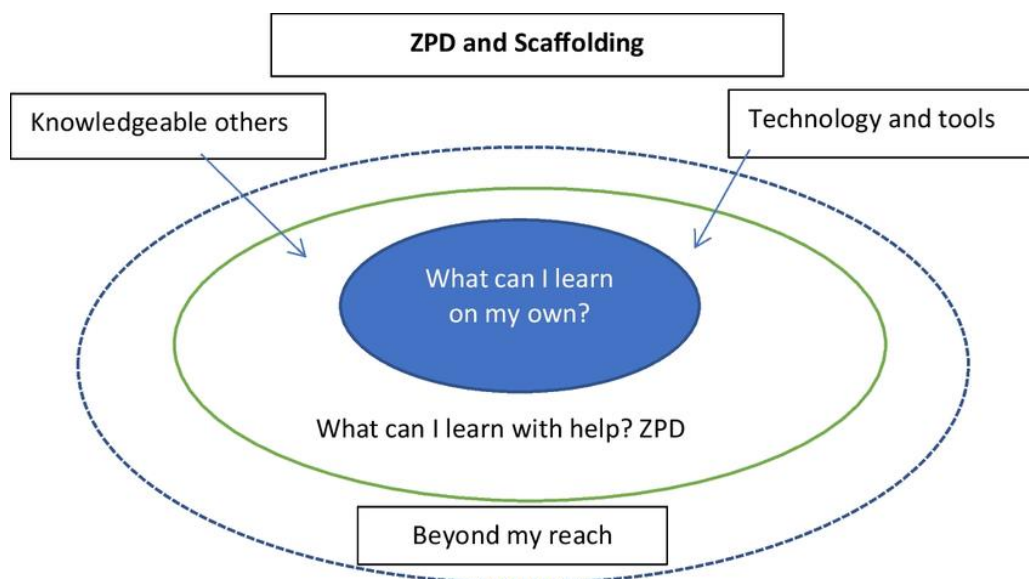 ZPD and Scaffolding
Knowledgeable others
Technology and tools
What can I learn
on my own?
What can I learn with help? ZPD
Beyond my reach